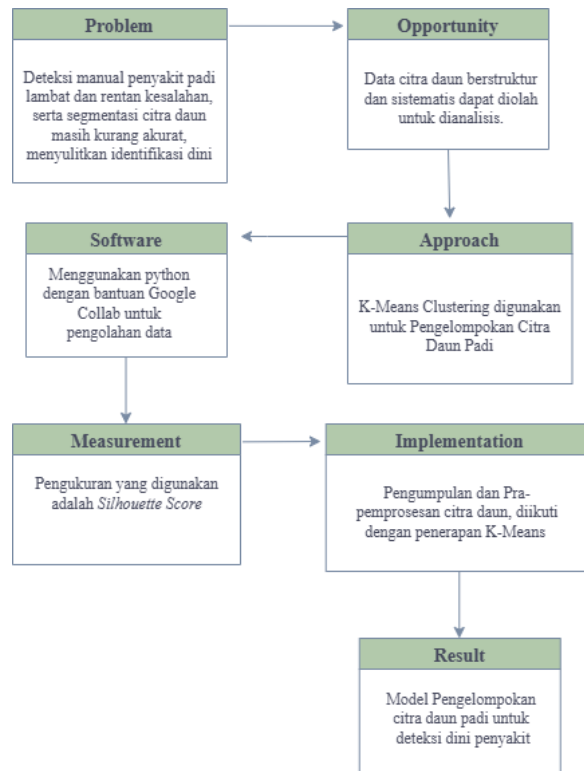 Problem
Deteksi manual penyakit padi
lambat dan rentan kesalahan,
serta segmentasi citra daun
masih kurang akurat,
menyulitkan identifikasi dini
Opportunity
Data citra daun berstruktur
dan sistematis dapat diolah
untuk dianalisis.
Approach
K-Means Clustering digunakan
untuk Pengelompokan Citra
Daun Padi
Software
Menggunakan python
dengan bantuan Google
Collab untuk
pengolahan data
Measurement
Pengukuran yang digunakan
adalah Silhouette Score
Implementation
Pengumpulan dan Pra-
pemprosesan citra daun, diikuti
dengan penerapan K-Means
Result
Model Pengelompokan
citra daun padi untuk
deteksi dini penyakit